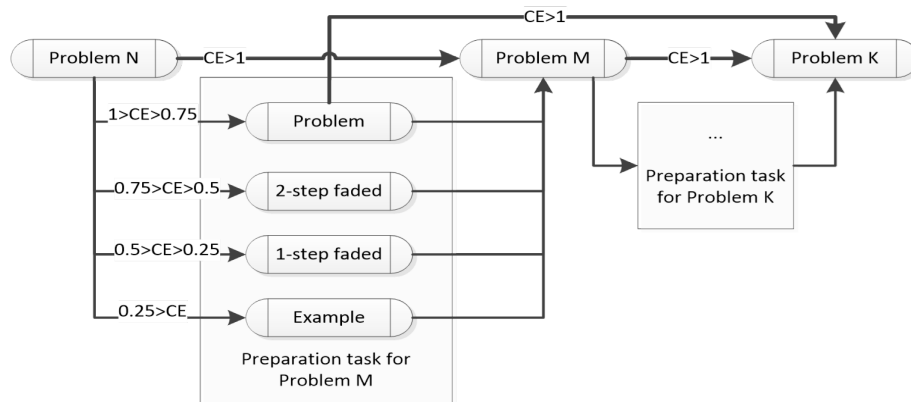 CE>1
Problem N
CE>1
Problem M
CE>1
Problem K
1>CE>0.75
Problem
0.75>CE>0.5
2-step faded
0.5>CE>0.25
1-step faded
0.25>CE
Example
Preparation task for
Problem M
...
Preparation task
for Problem K